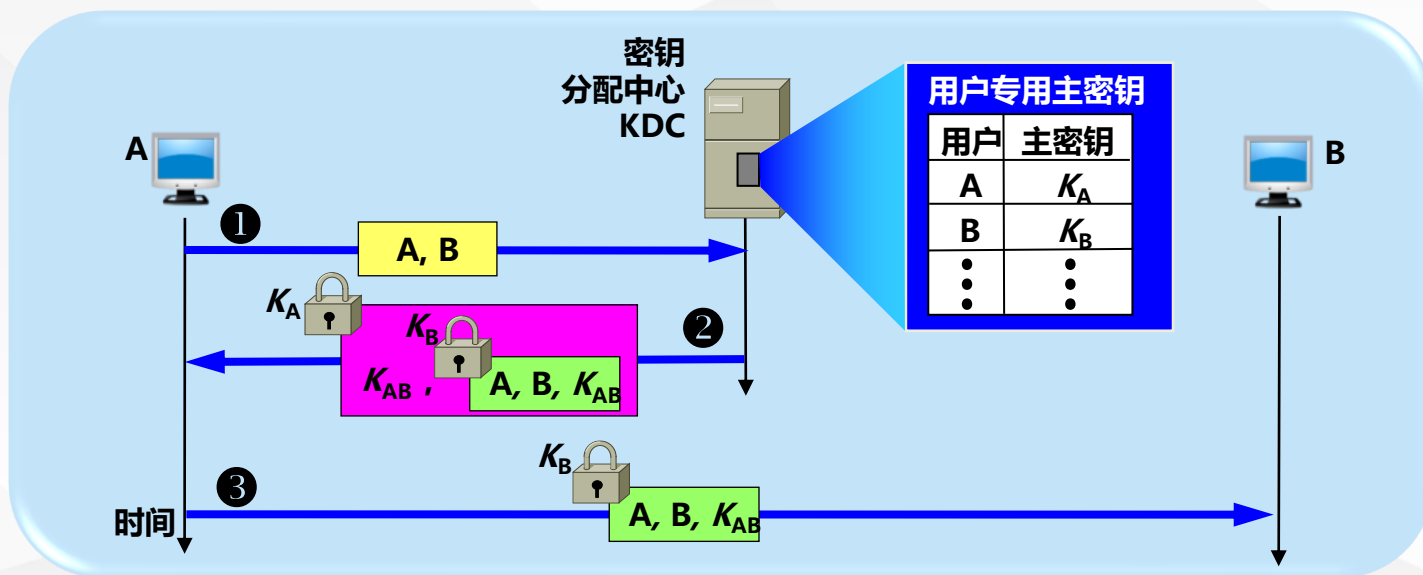 密钥
分配中心
KDC
用户专用主密钥
用户 主密钥
A K_A
B K_B
A
B
❶
A, B
K_A
K_B
❷
K_AB , A, B, K_AB
K_B
❸
A, B, K_AB
时间